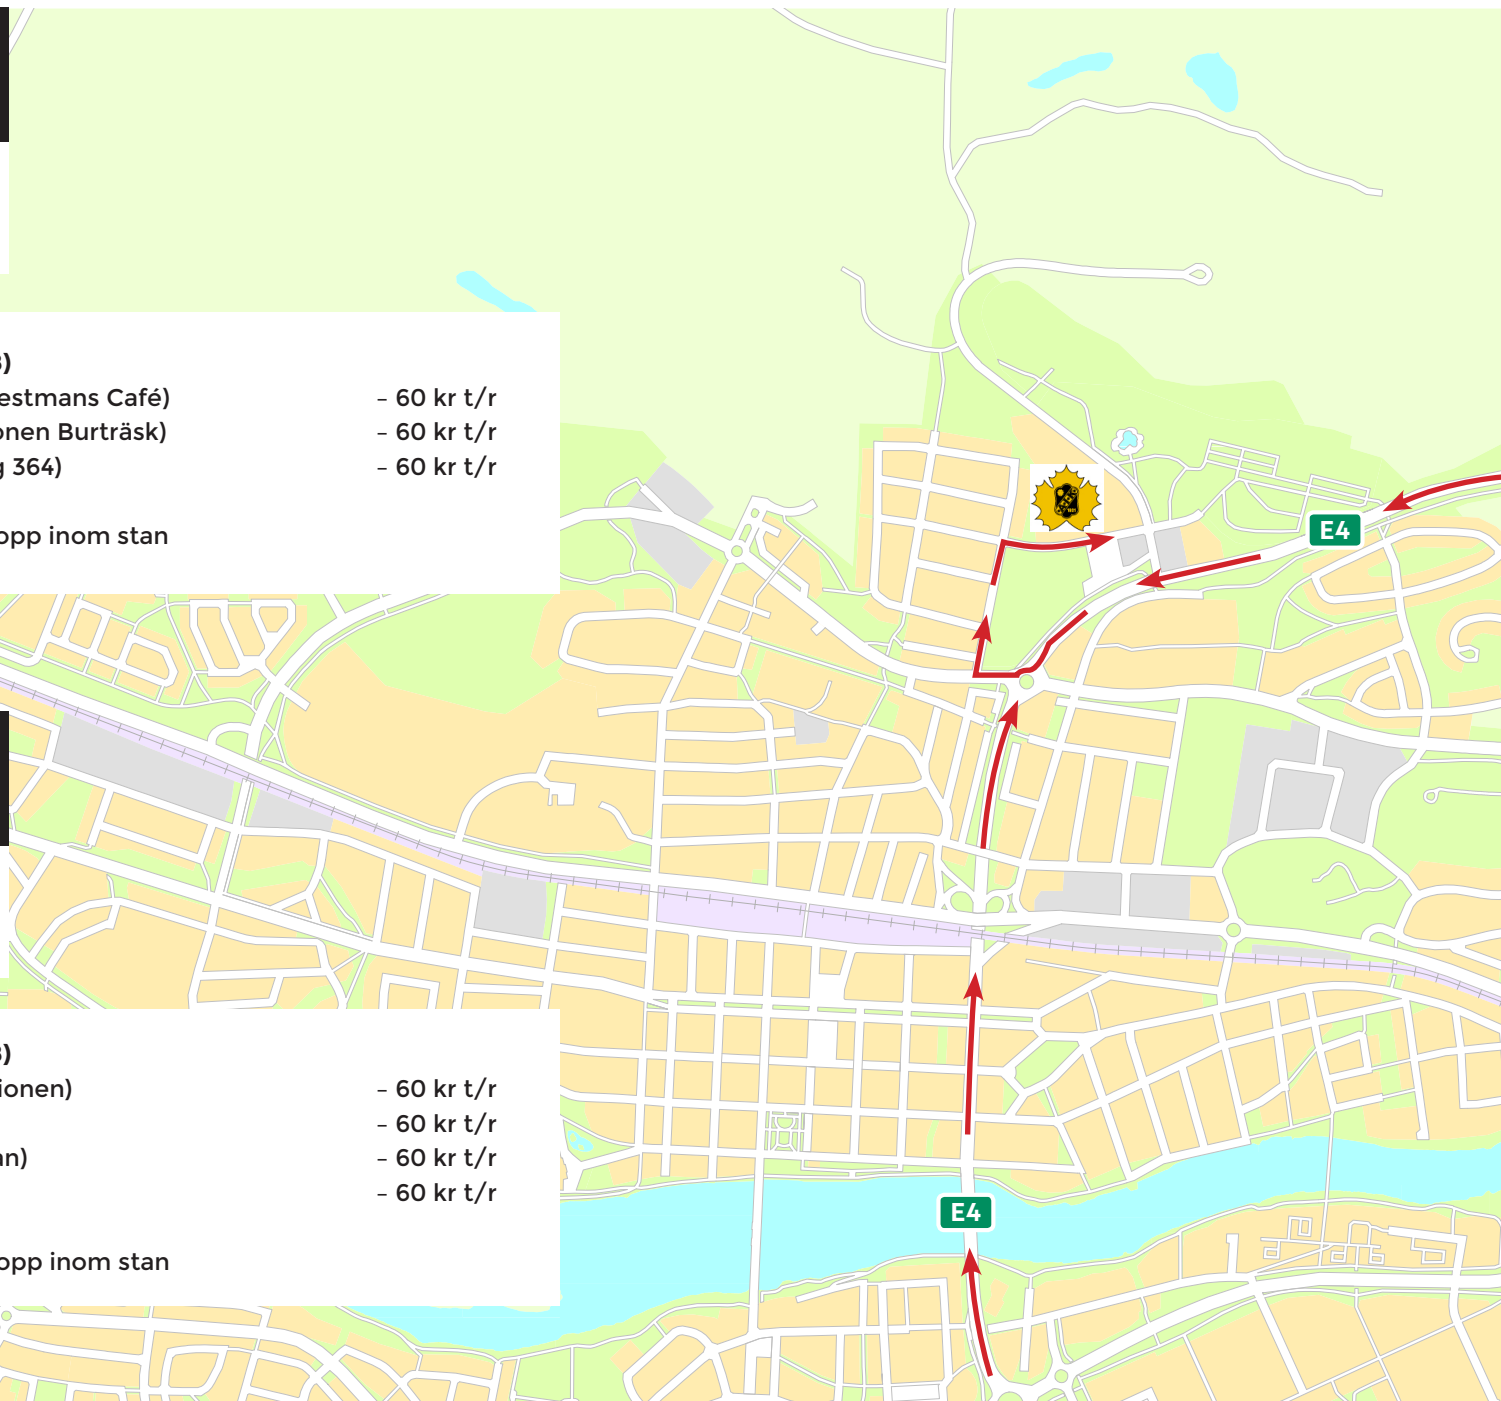 estmans Café) – 60 kr t/r
onen Burträsk) – 60 kr t/r
g 364) – 60 kr t/r
opp inom stan
E4
ionen) – 60 kr t/r
– 60 kr t/r
an) – 60 kr t/r
– 60 kr t/r
E4
opp inom stan